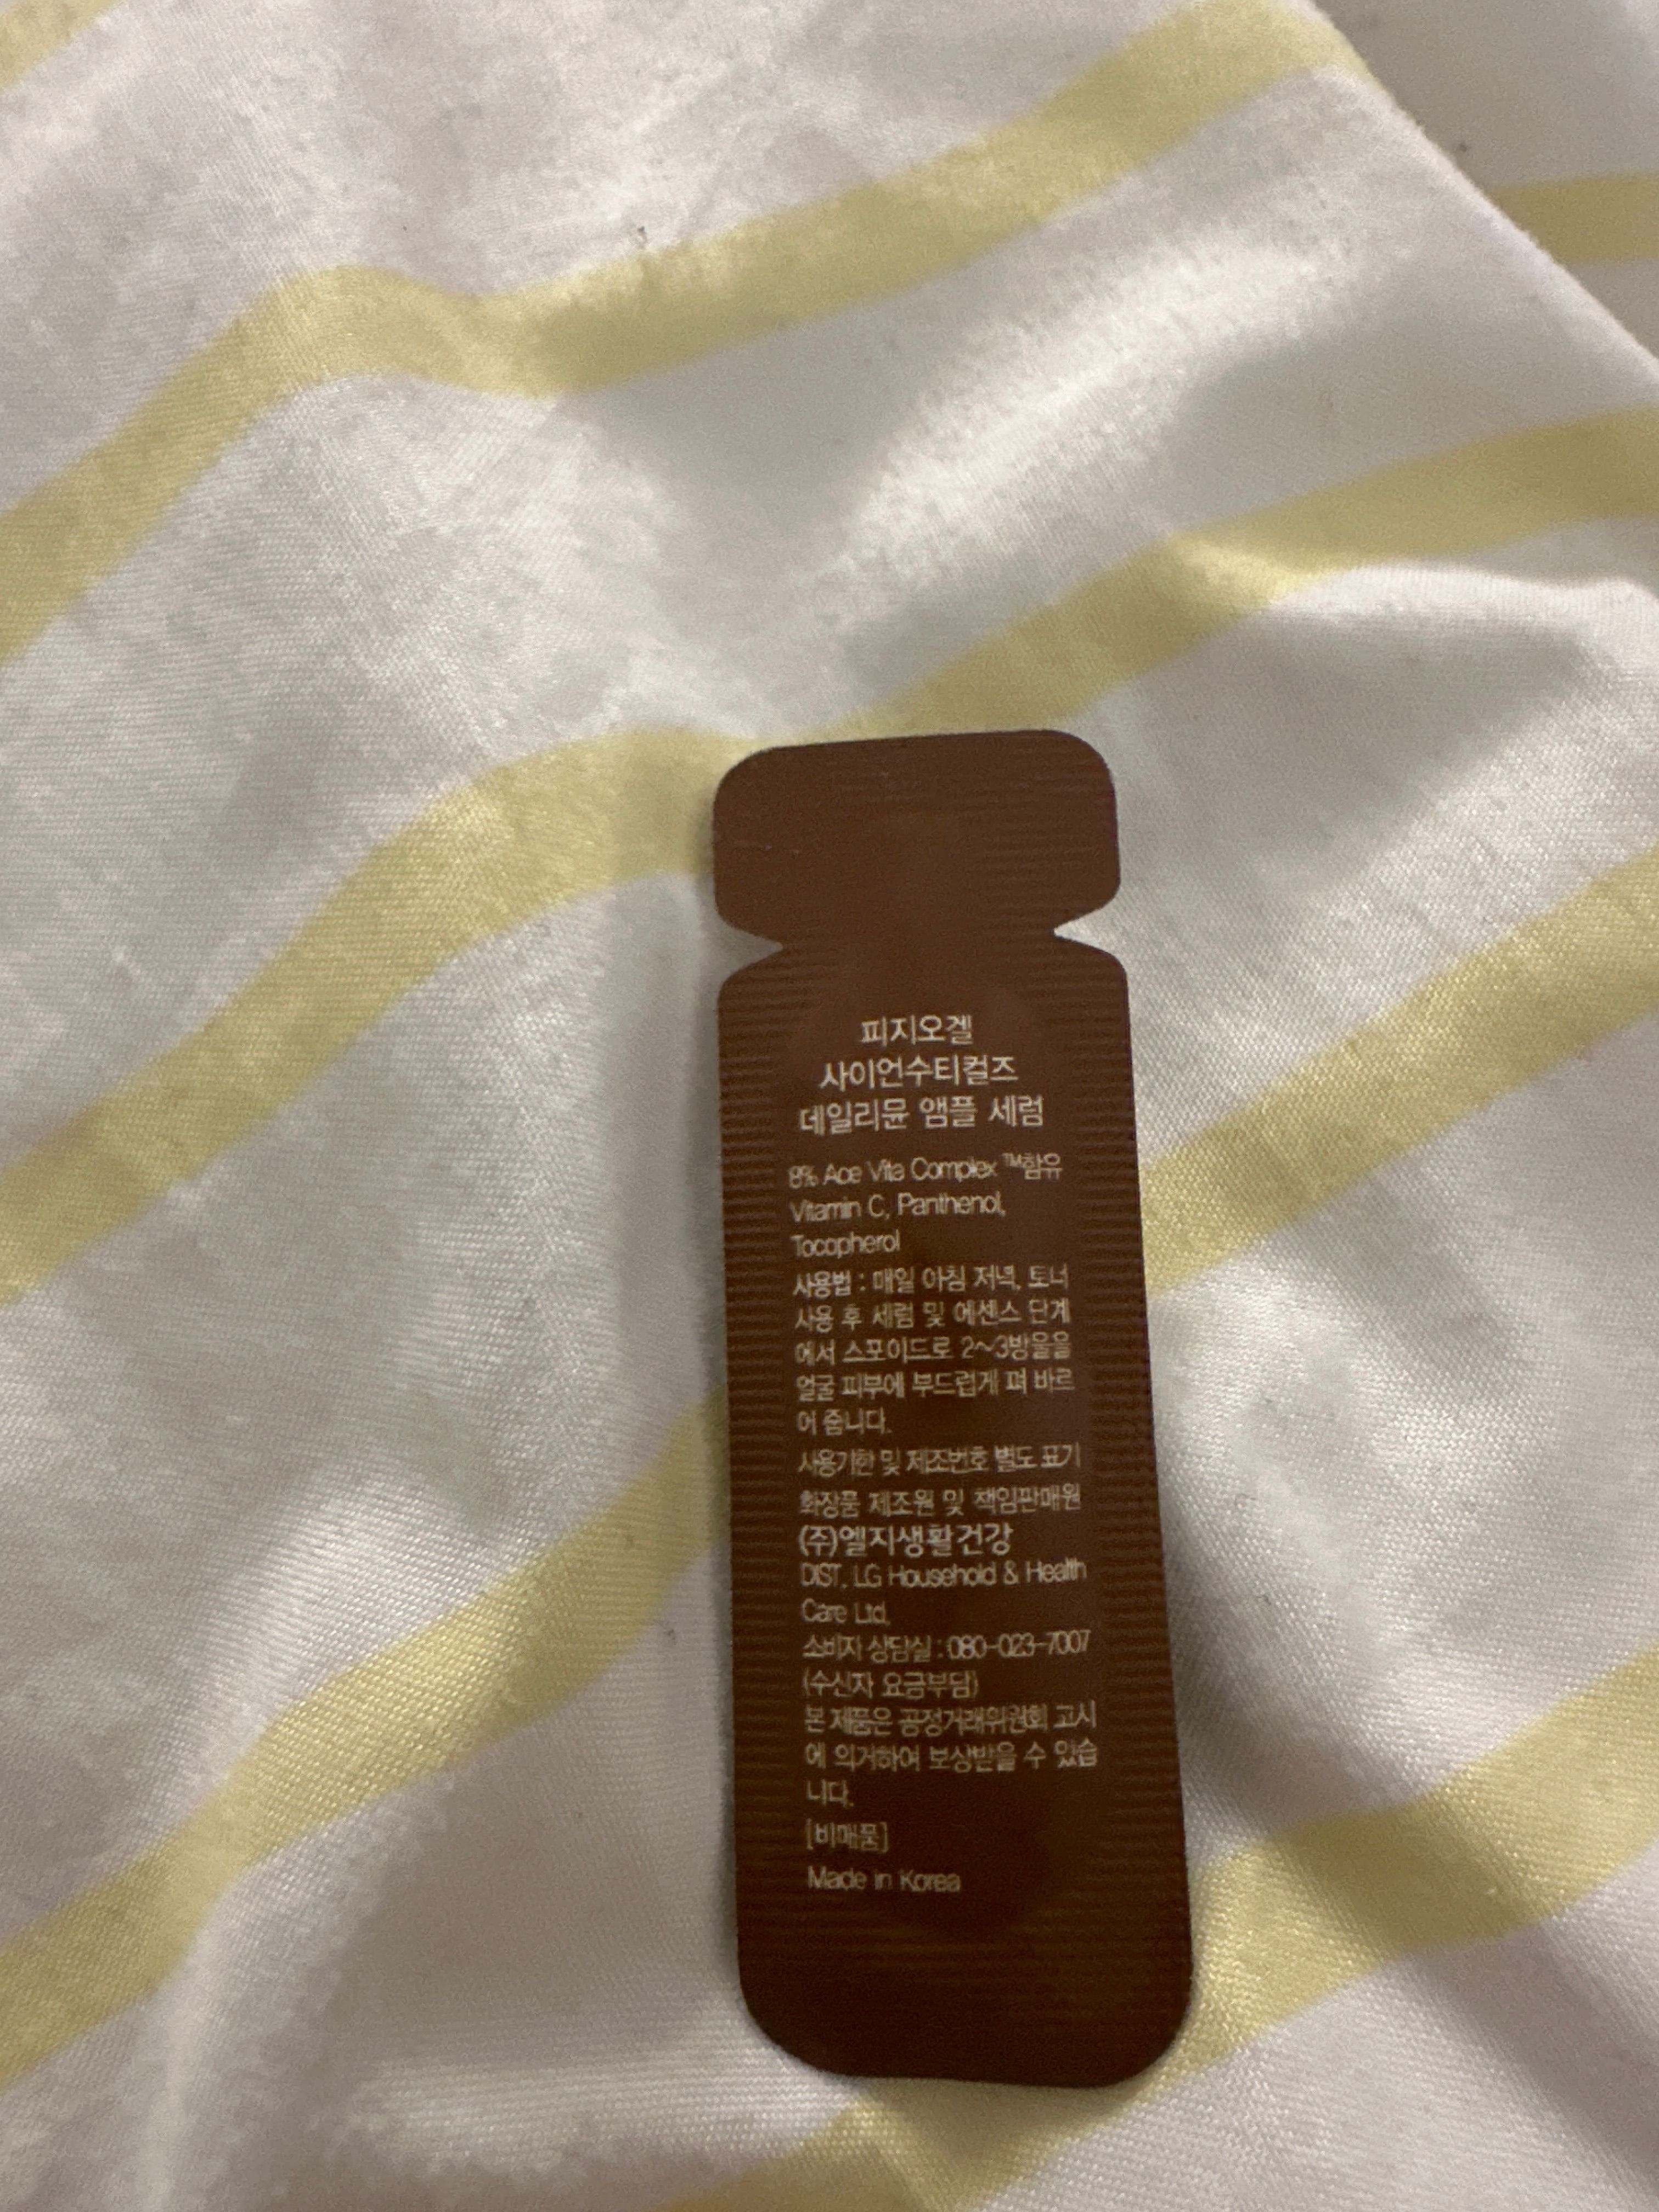 피지오겔
사이언수티컬즈
데일리뮨 앰플 세럼
8% Ace Vita Complex ™함유
Vitamin C, Panthenol,
Tocopherol
사용법 : 매일 아침 저녁, 토너
사용 후 세럼 및 에센스 단계
에서 스포이드로 2~3방울을
얼굴 피부에 부드럽게 펴 바르
어 줍니다.
사용기한 및 제조번호 별도 표기
화장품 제조원 및 책임판매원
(주)엘지생활건강
DIST. LG Household & Health
Care Ltd.
소비자 상담실 : 080-023-7007
(수신자 요금부담)
본 제품은 공정거래위원회 고시
에 의거하여 보상받을 수 있습
니다.
[비매품]
Made in Korea